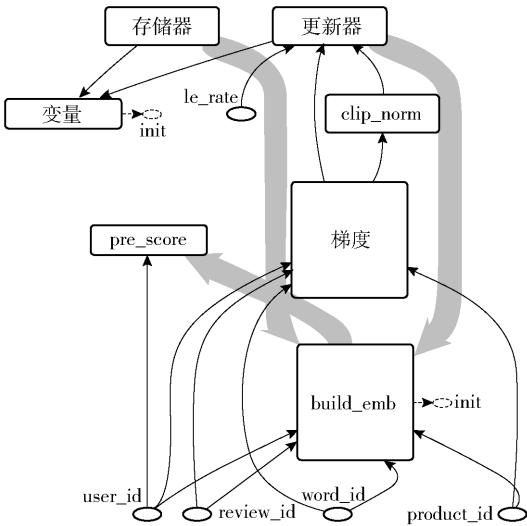 存储器
更新器
le_rate
变量
init
clip_norm
梯度
pre_score
build_emb
init
user_id
review_id
word_id
product_id